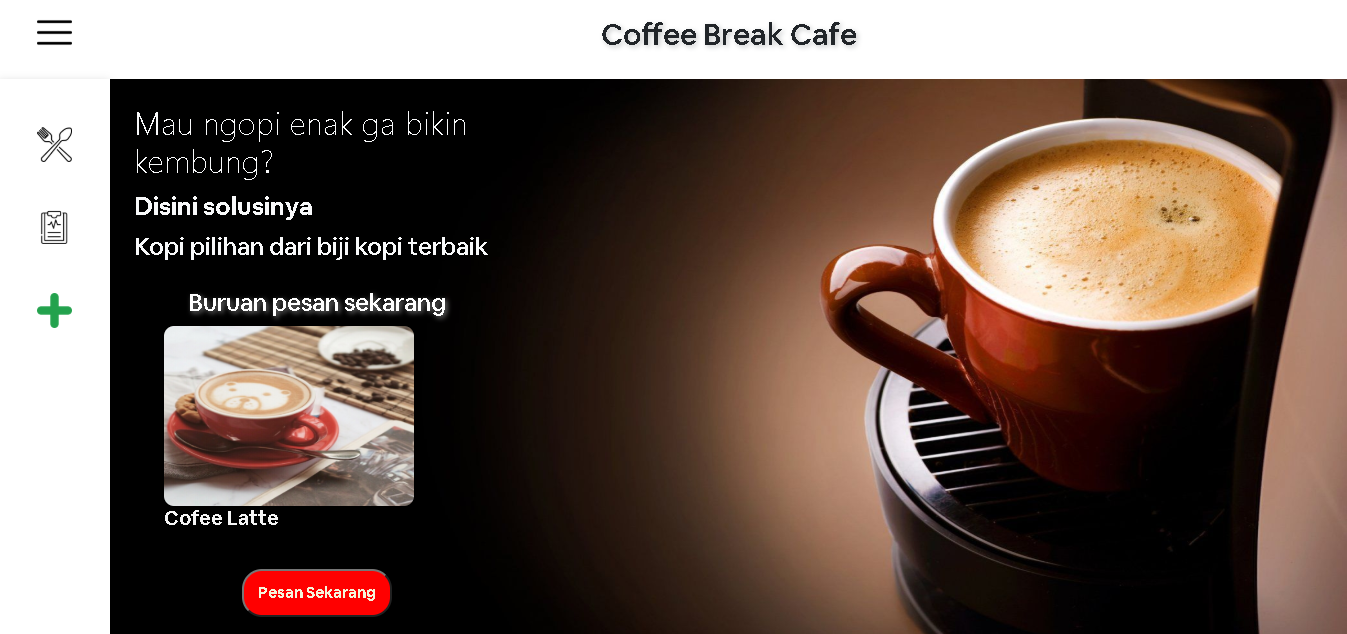 Coffee Break Cafe
Mau ngopi enak ga bikin
kembung?
Disini solusinya
Kopi pilihan dari biji kopi terbaik
Buruan pesan sekarang
Cofee Latte
Pesan Sekarang